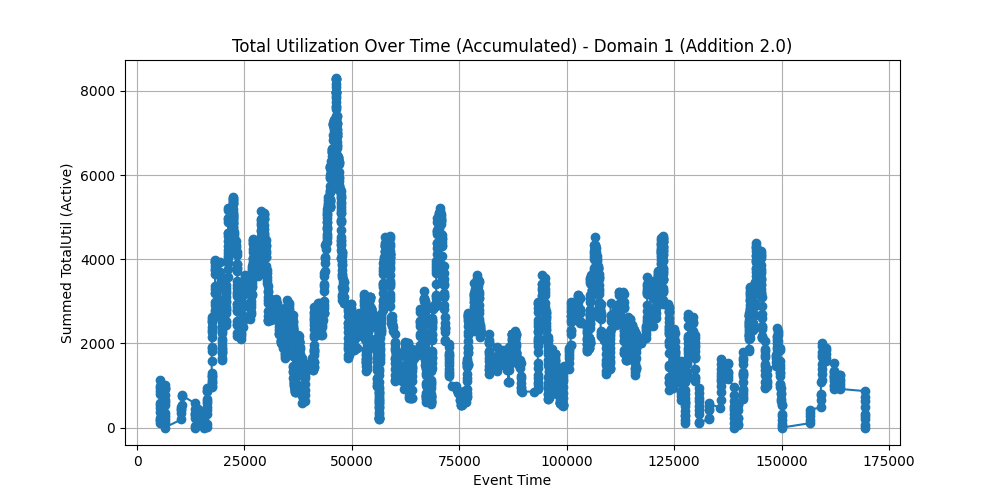 Total Utilization Over Time (Accumulated) - Domain 1 (Addition 2.0)
8000
6000
4000
2000
0
Summed TotalUtil (Active)
0 25000 50000 75000 100000 125000 150000 175000
Event Time